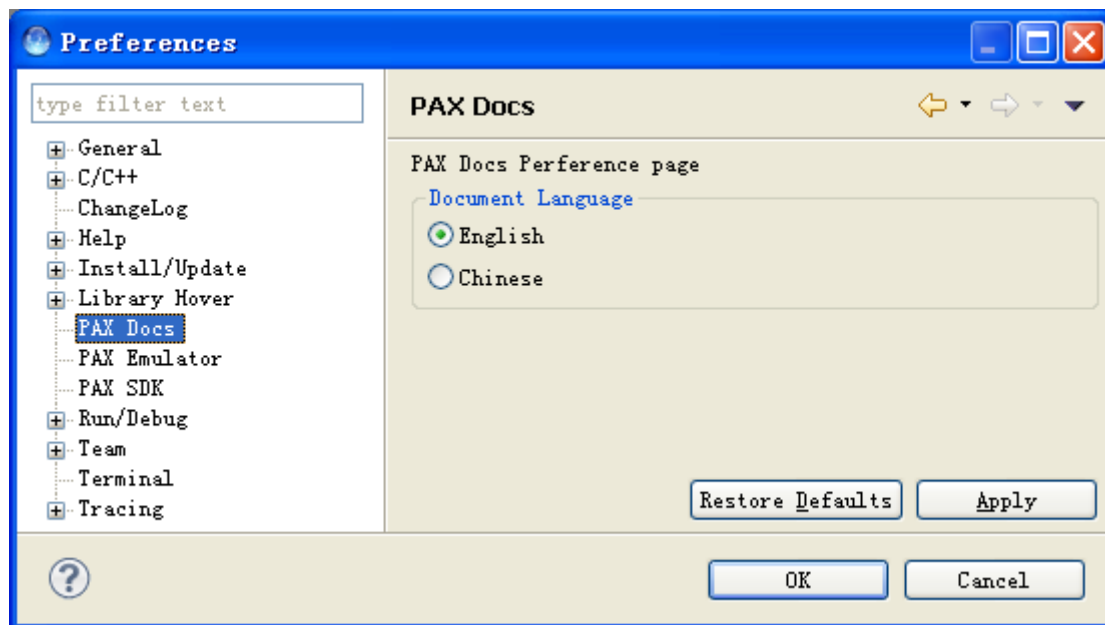 Preferences
type filter text
General
C/C++
ChangeLog
Help
Install/Update
Library Hover
PAX Docs
PAX Emulator
PAX SDK
Run/Debug
Team
Terminal
Tracing
PAX Docs
PAX Docs Perference page
Document Language
English
Chinese
Restore Defaults
Apply
OK
Cancel